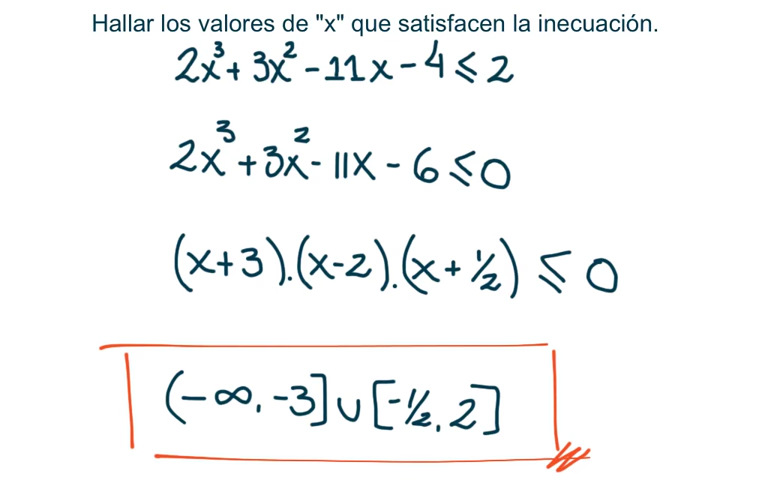 Hallar los valores de "x" que satisfacen la inecuación.
2x³ + 3x² - 11x - 4 ≤ 2
2x³ + 3x² - 11x - 6 ≤ 0
(x+3).(x-2).(x+½) ≤ 0
(-∞, -3] ∪ [-½, 2]